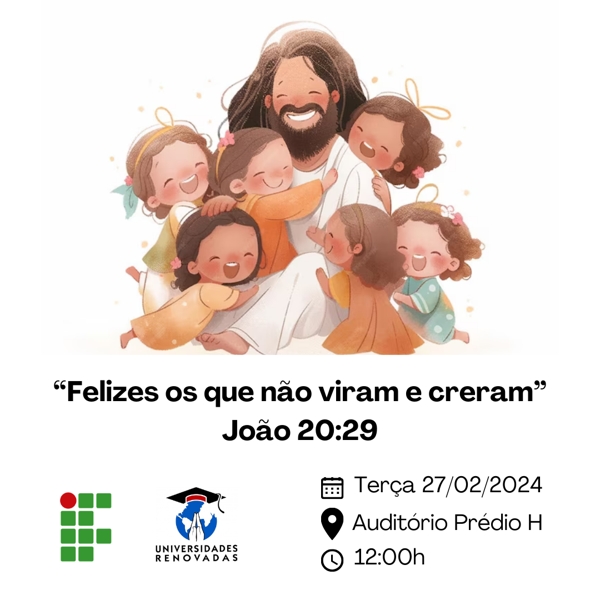 “Felizes os que não viram e creram”
João 20:29
Terça 27/02/2024
Auditório Prédio H
12:00h
UNIVERSIDADES
RENOVADAS